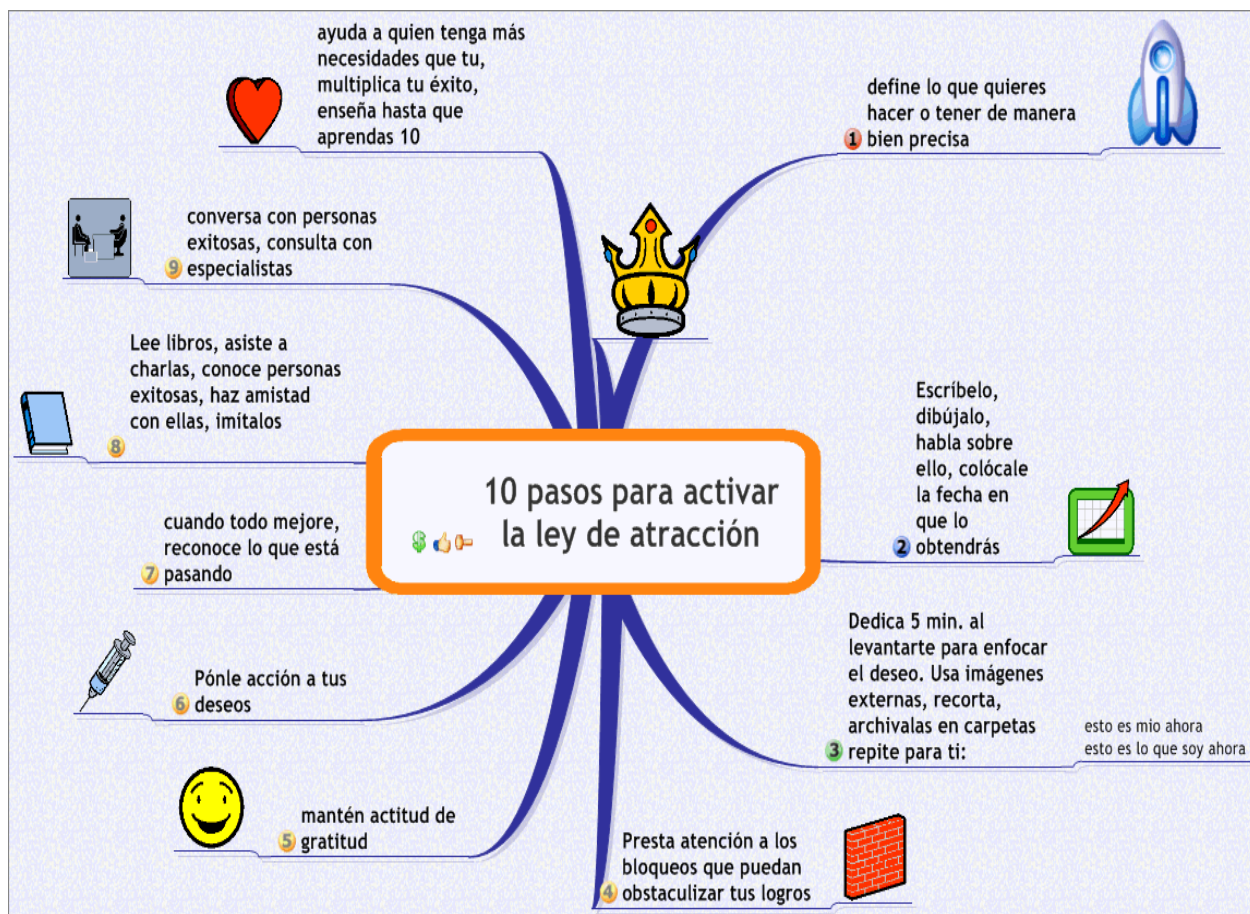 10 pasos para activar
la ley de atracción
define lo que quieres
hacer o tener de manera
1 bien precisa
Escríbelo,
dibújalo,
habla sobre
ello, colócale
la fecha en
que lo
2 obtendrás
Dedica 5 min. al
levantarte para enfocar
el deseo. Usa imágenes
externas, recorta,
archivalas en carpetas
3 repite para ti:
esto es mio ahora
esto es lo que soy ahora
Presta atención a los
bloqueos que puedan
4 obstaculizar tus logros
mantén actitud de
5 gratitud
Pónle acción a tus
6 deseos
cuando todo mejore,
reconoce lo que está
7 pasando
Lee libros, asiste a
charlas, conoce personas
exitosas, haz amistad
con ellas, imítalos
8
conversa con personas
exitosas, consulta con
9 especialistas
ayuda a quien tenga más
necesidades que tu,
multiplica tu éxito,
enseña hasta que
aprendas 10